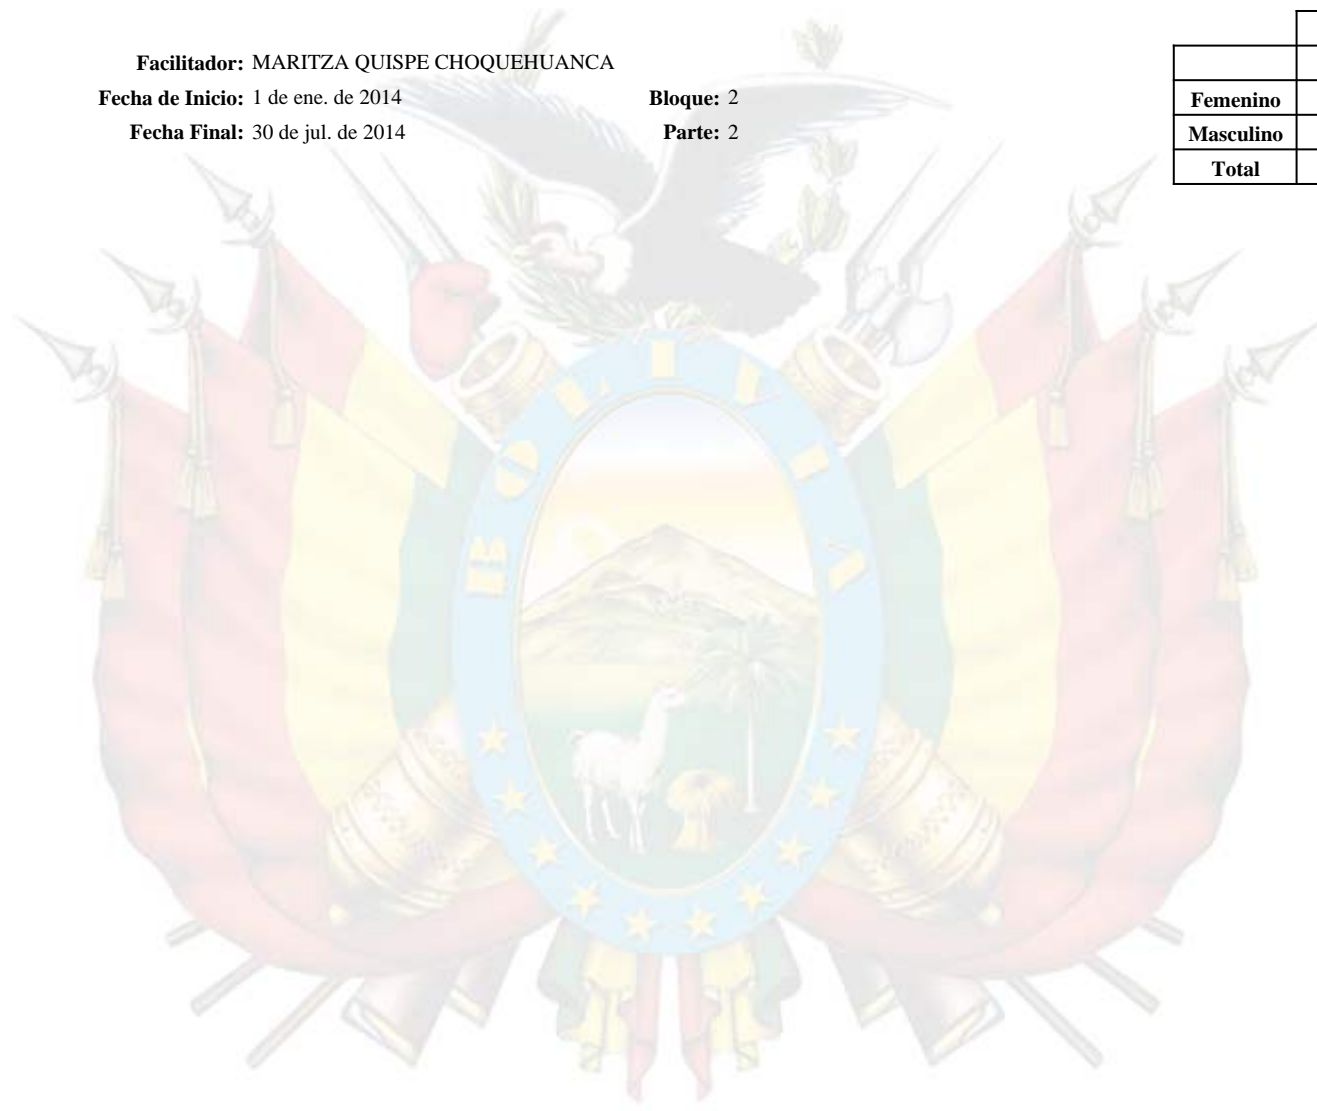 Facilitador: MARITZA QUISPE CHOQUEHUANCA
Fecha de Inicio: 1 de ene. de 2014 Bloque: 2
Fecha Final: 30 de jul. de 2014 Parte: 2
Femenino
Masculino
Total
BOLIVIA